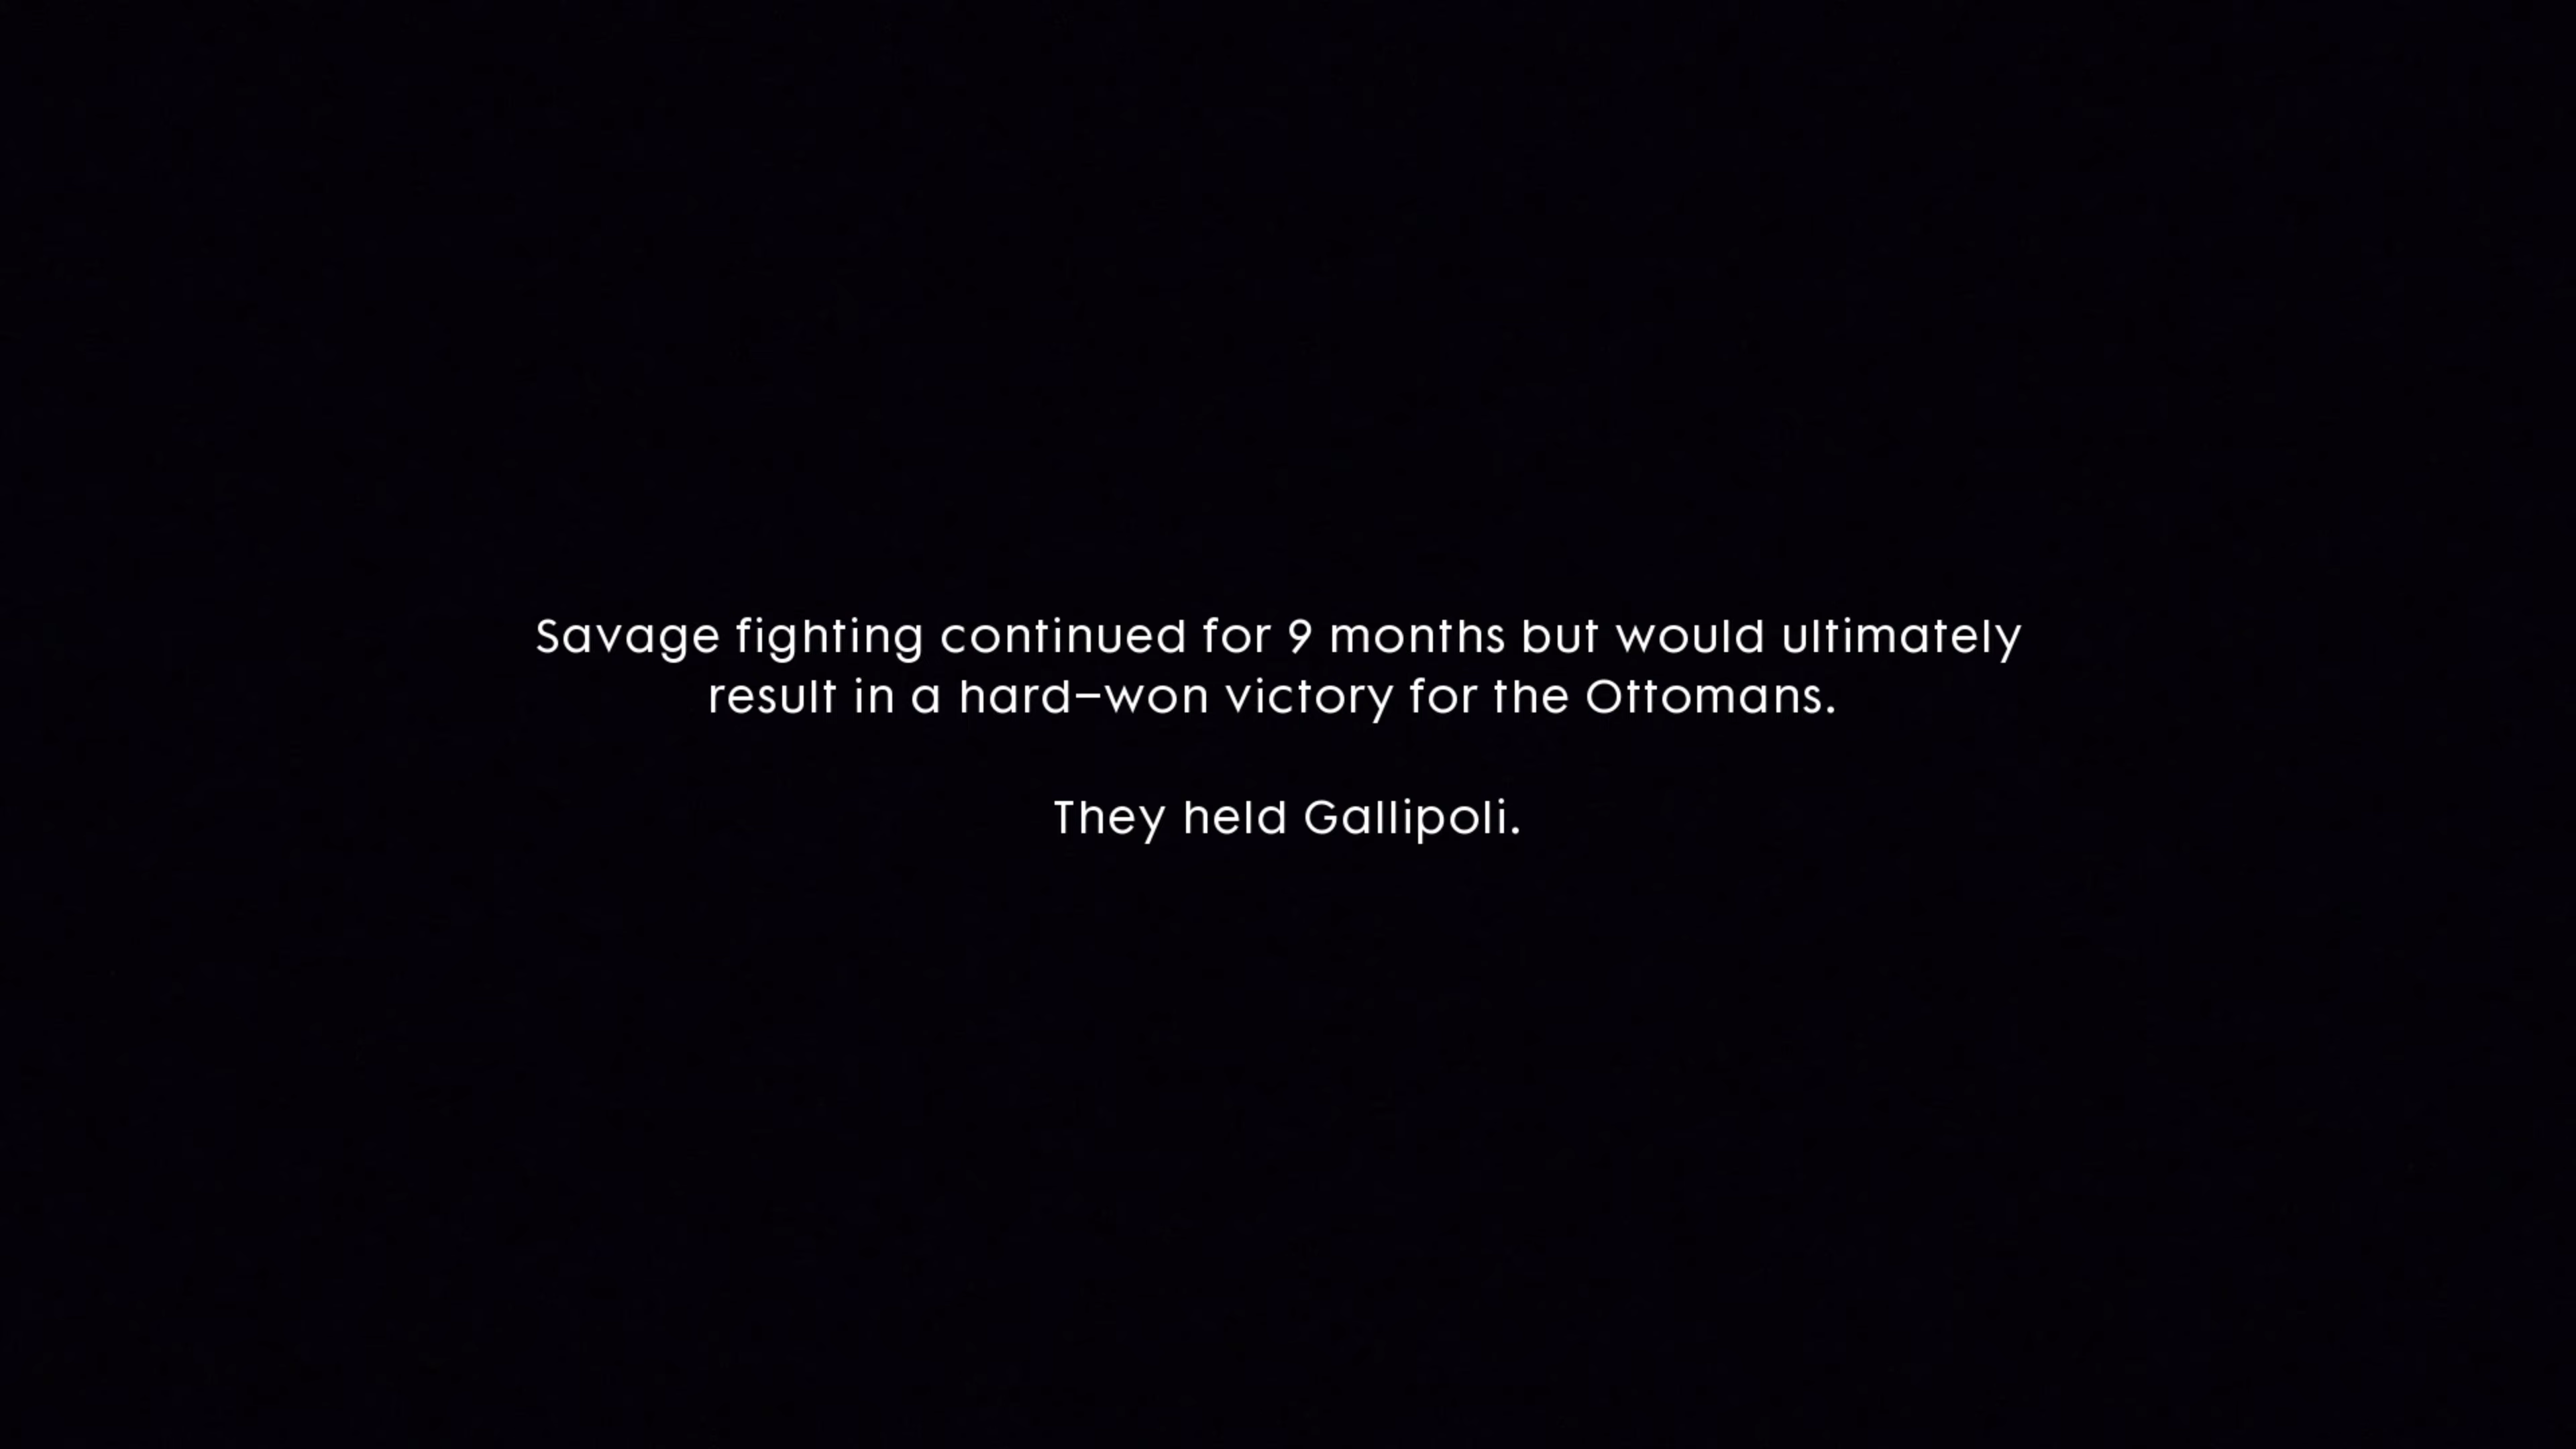 Savage fighting continued for 9 months but would ultimately
result in a hard-won victory for the Ottomans.
They held Gallipoli.